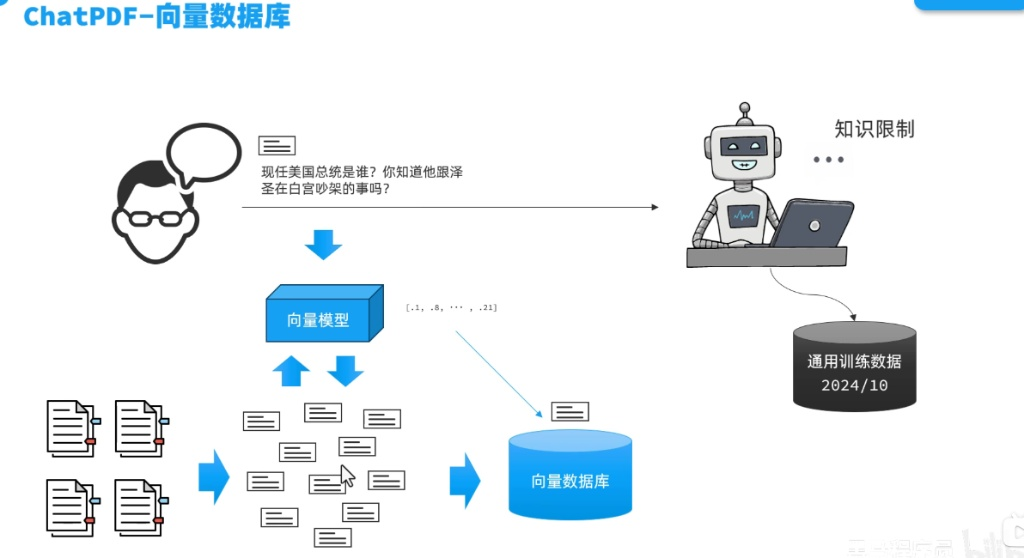 ChatPDF-向量数据库
知识限制
现任美国总统是谁？你知道他跟泽
圣在白宫吵架的事吗？
向量模型
[.1, .8, ··· , .21]
通用训练数据
2024/10
向量数据库